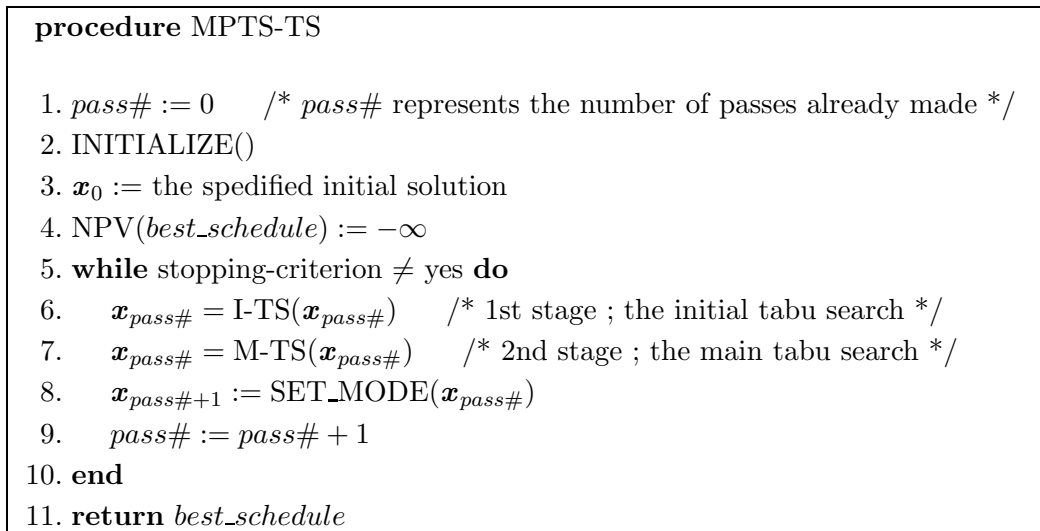 procedure MPTS-TS
1. pass# := 0 /* pass# represents the number of passes already made */
2. INITIALIZE()
3. x_0 := the spedified initial solution
4. NPV(best_schedule) := −∞
5. while stopping-criterion ≠ yes do
6. x_pass# = I-TS(x_pass#) /* 1st stage ; the initial tabu search */
7. x_pass# = M-TS(x_pass#) /* 2nd stage ; the main tabu search */
8. x_pass#+1 := SET_MODE(x_pass#)
9. pass# := pass# + 1
10. end
11. return best_schedule